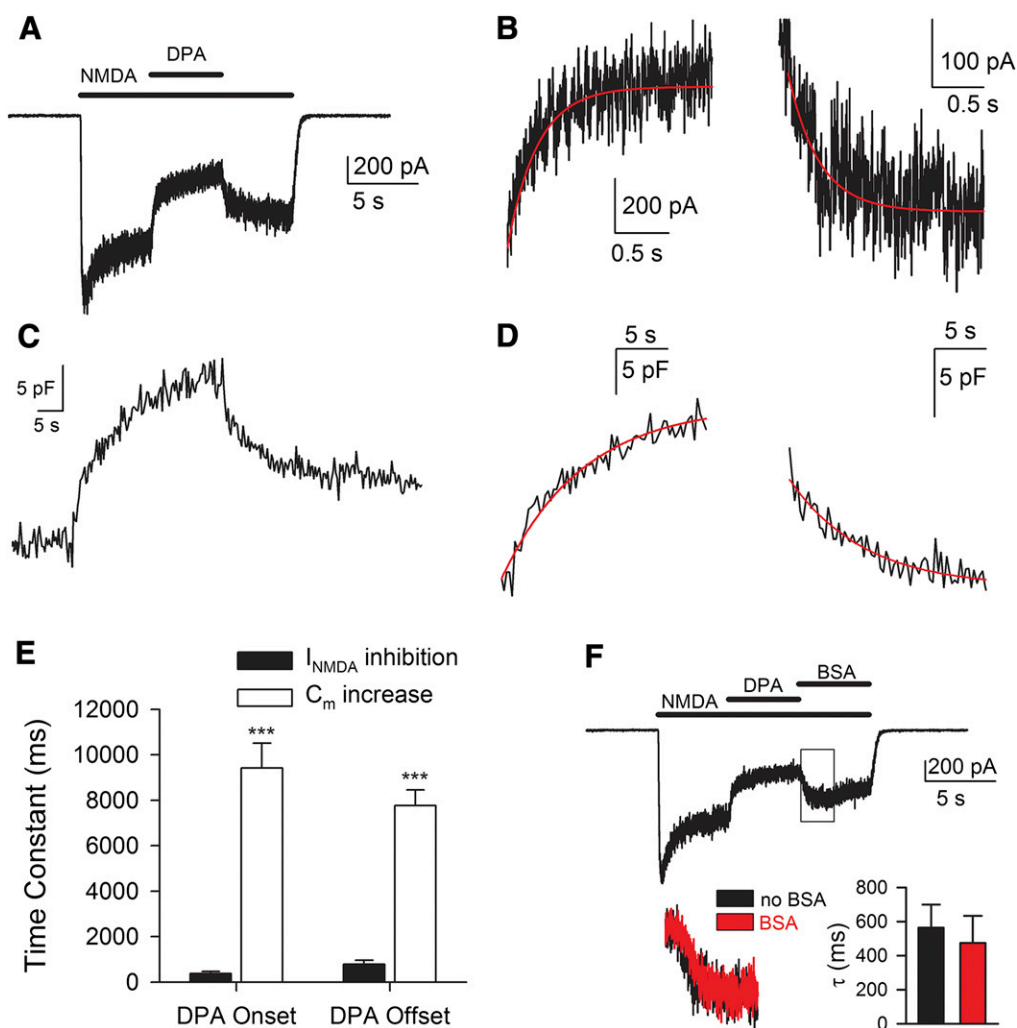 A
DPA
NMDA
200 pA
5 s
B
200 pA
0.5 s
100 pA
0.5 s
C
5 pF
5 s
D
5 s
5 pF
5 s
5 pF
E
I_NMDA inhibition
C_m increase
Time Constant (ms)
12000
10000
8000
6000
4000
2000
0
***
***
DPA Onset
DPA Offset
F
BSA
DPA
NMDA
200 pA
5 s
no BSA
BSA
τ (ms)
800
600
400
200
0